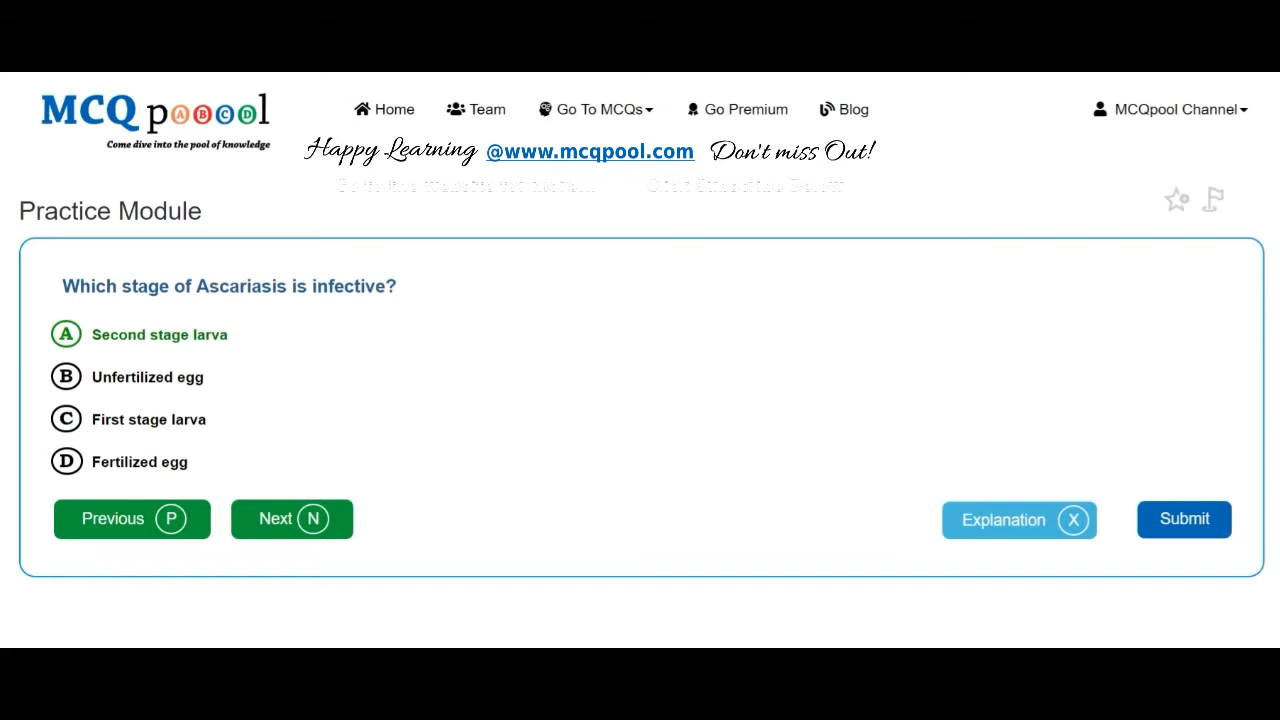 MCQ pooool
Come dive into the pool of knowledge
Home Team Go To MCQs Go Premium Blog MCQpool Channel
Happy Learning @www.mcqpool.com Don't miss Out!
Practice Module
Which stage of Ascariasis is infective?
A Second stage larva
B Unfertilized egg
C First stage larva
D Fertilized egg
Previous P Next N Explanation X Submit